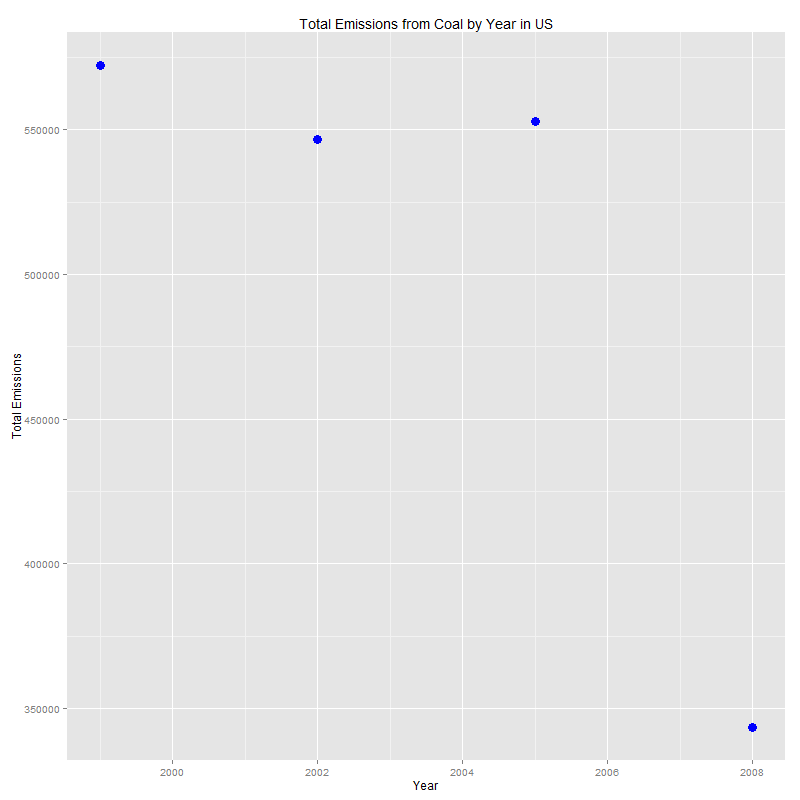 Total Emissions from Coal by Year in US
Total Emissions
550000
500000
450000
400000
350000
2000 2002 2004 2006 2008
Year